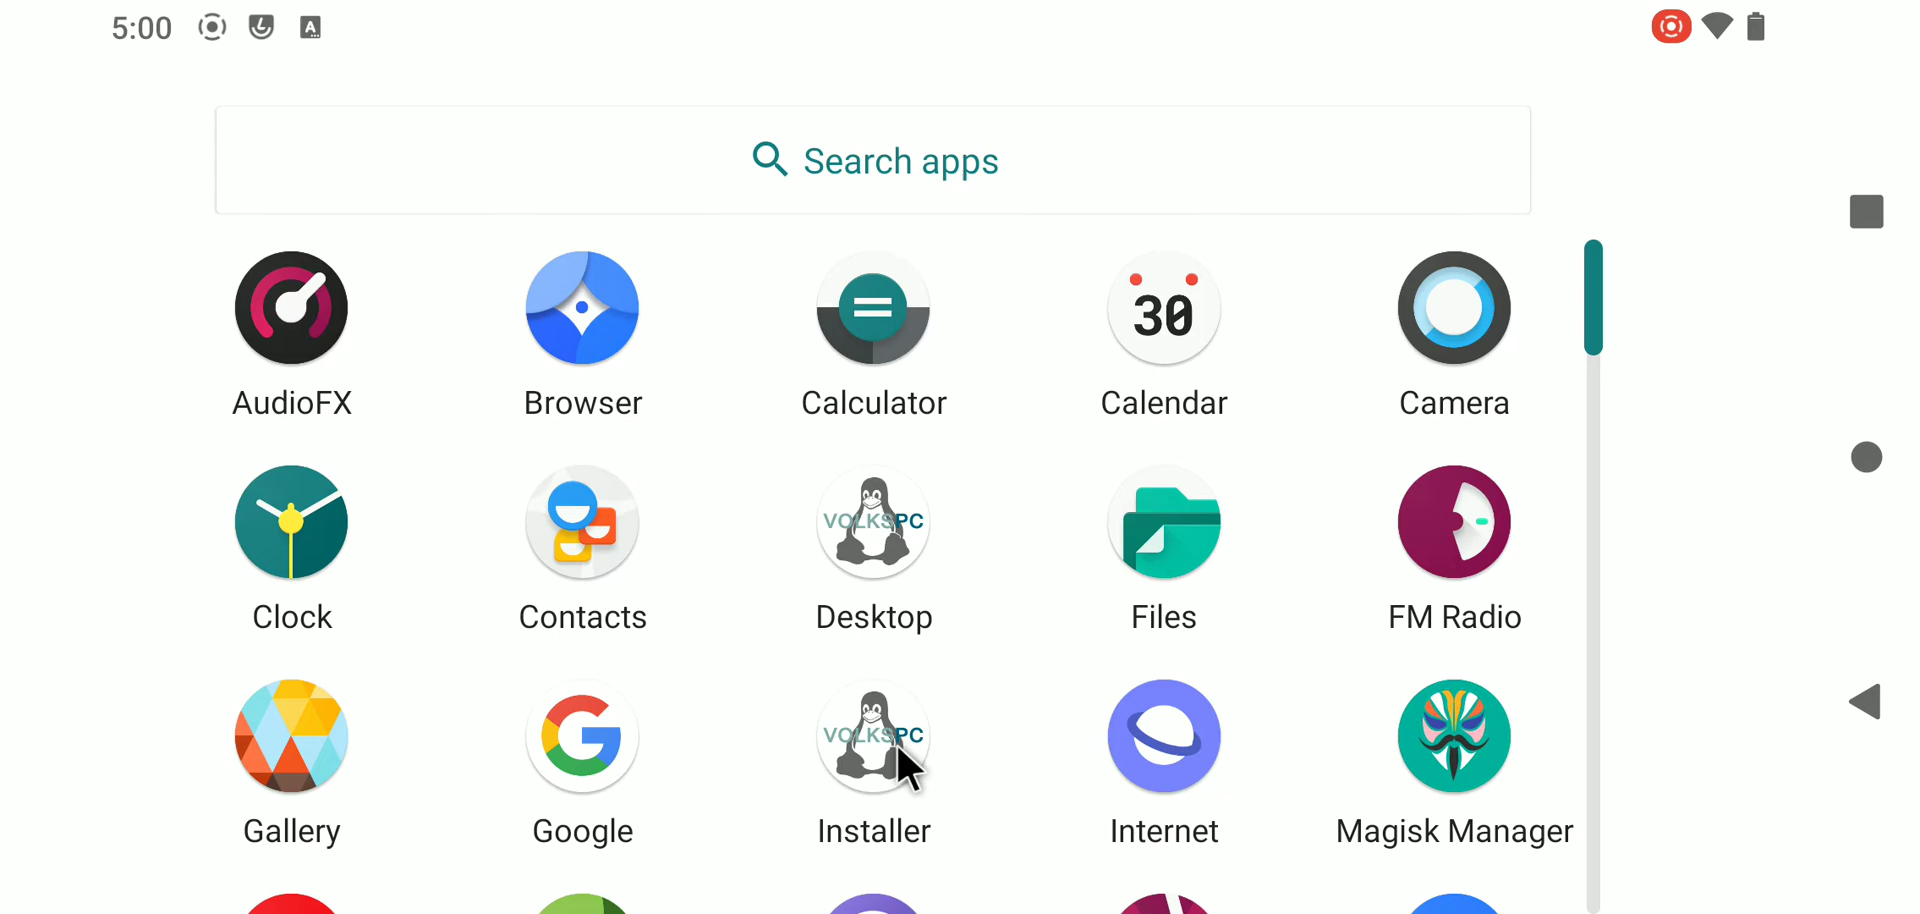 5:00
A
Search apps
30
AudioFX
Browser
Calculator
Calendar
Camera
VOLKSPC
Clock
Contacts
Desktop
Files
FM Radio
G
VOLKSPC
Gallery
Google
Installer
Internet
Magisk Manager